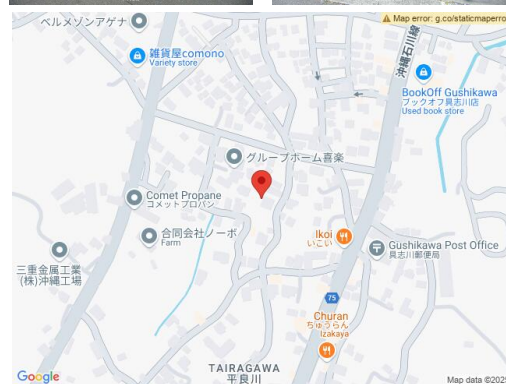 ベルメゾンアゲナ
Map error: g.co/staticmaperro
雑貨屋comono
Variety store
沖縄石川線
BookOff Gushikawa
ブックオフ具志川店
Used book store
グループホーム喜楽
Comet Propane
コメットプロパン
合同会社ノーボ
Farm
Ikoi
いこい
Gushikawa Post Office
具志川郵便局
三重金属工業
(株)沖縄工場
75
Churan
ちゅうらん
Izakaya
TAIRAGAWA
平良川
Google
Map data ©2025